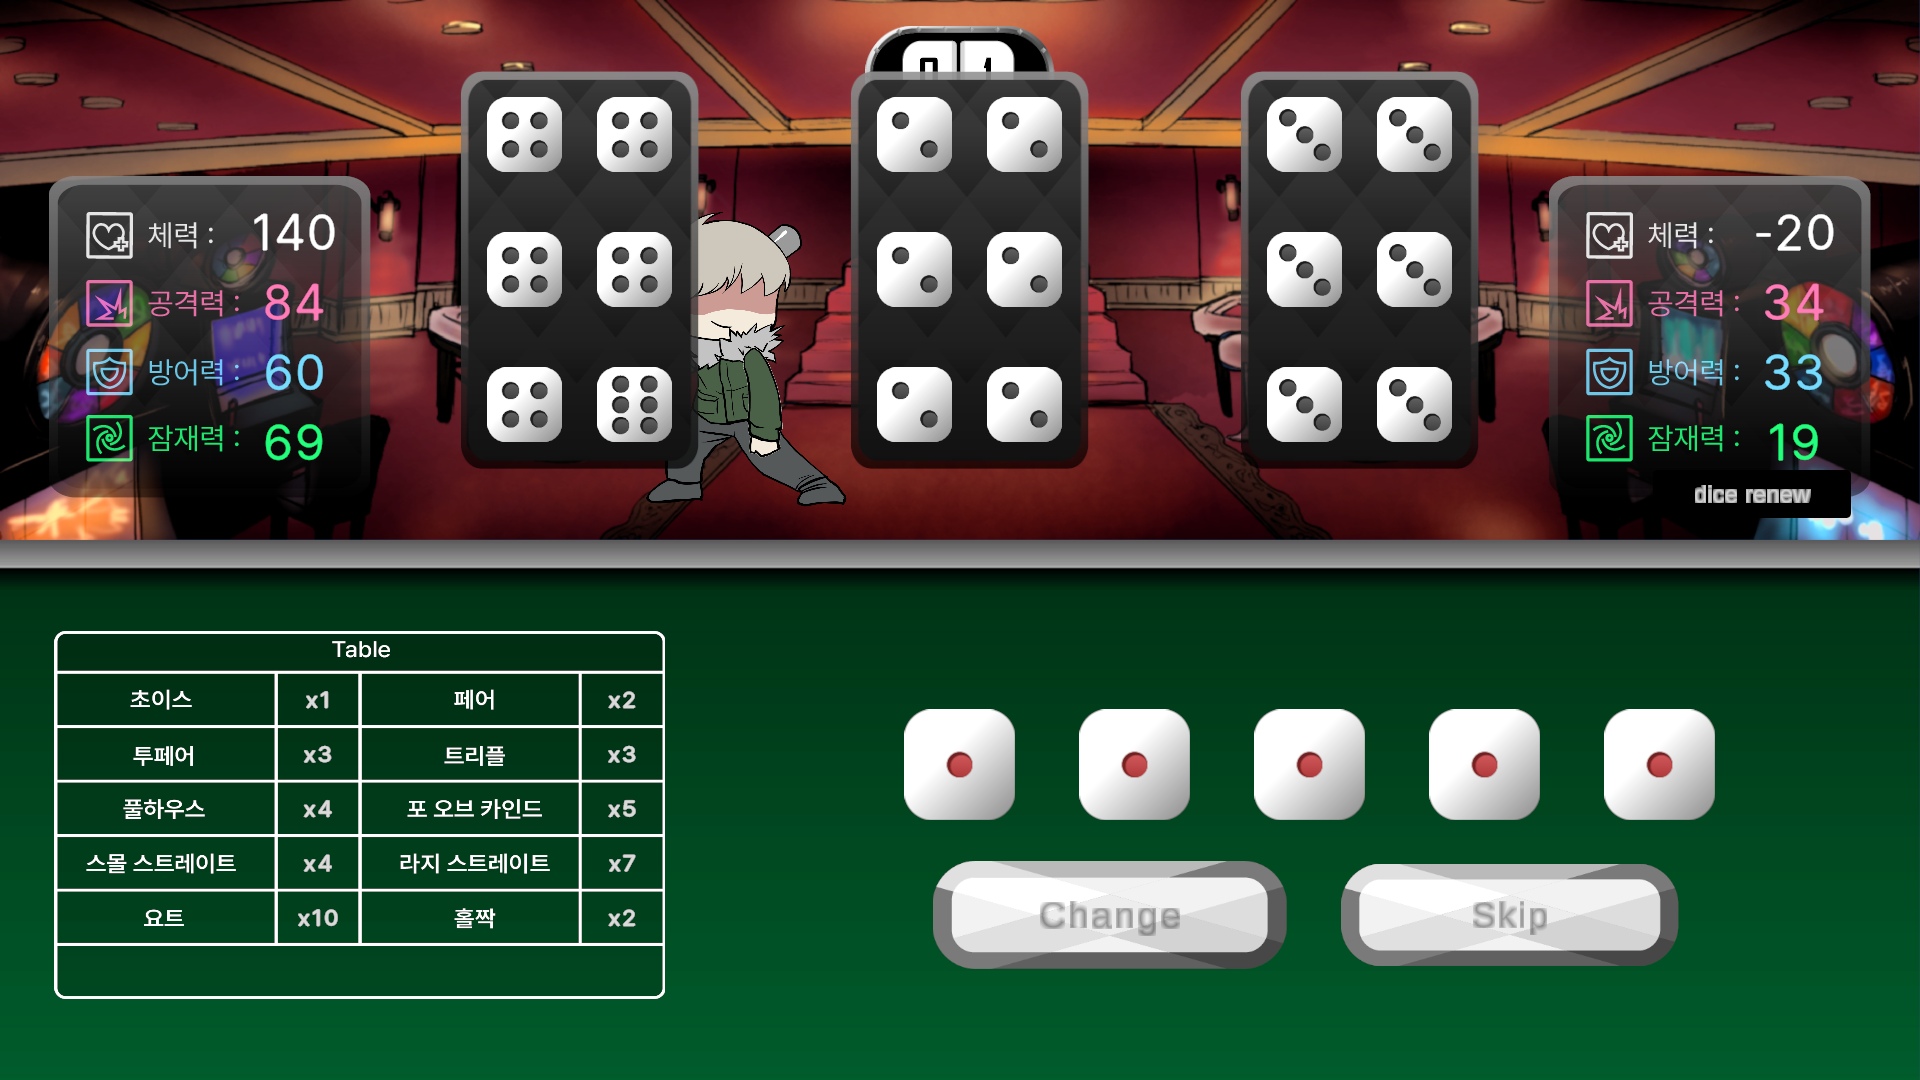 체력 : 140
공격력 : 84
방어력 : 60
잠재력 : 69
체력 : -20
공격력 : 34
방어력 : 33
잠재력 : 19
dice renew
Table
초이스 x1 페어 x2
투페어 x3 트리플 x3
풀하우스 x4 포 오브 카인드 x5
스몰 스트레이트 x4 라지 스트레이트 x7
요트 x10 홀짝 x2
Change
Skip